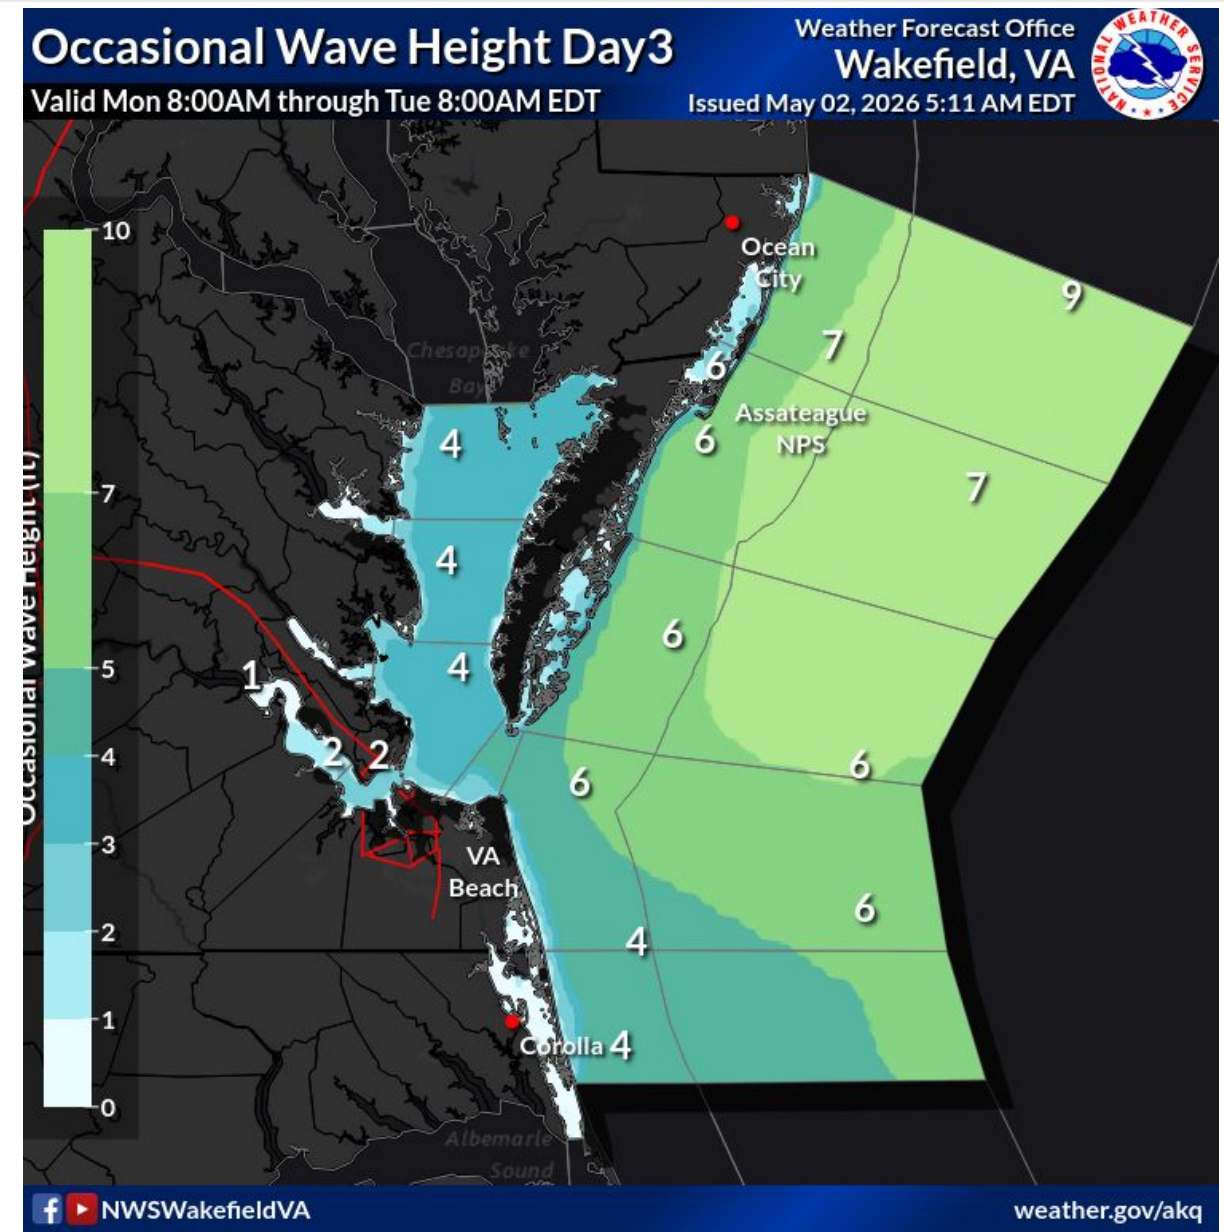 Occasional Wave Height Day3
Valid Mon 8:00AM through Tue 8:00AM EDT
Weather Forecast Office
Wakefield, VA
Issued May 02, 2026 5:11 AM EDT
NATIONAL WEATHER SERVICE
Occasional Wave Height (ft)
10
7
5
4
3
2
1
0
Ocean
City
9
7
6
Chesapeake
Bay
Assateague
NPS
4
6
7
4
6
4
1
2
2
6
6
VA
Beach
6
4
Corolla
4
Albemarle
Sound
NWSWakefieldVA
weather.gov/akq